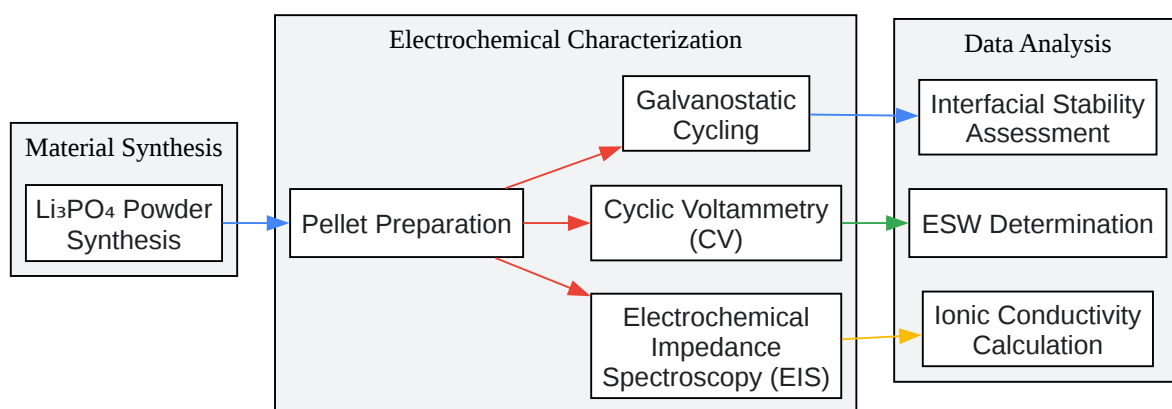 Material Synthesis
Li₃PO₄ Powder
Synthesis
Electrochemical Characterization
Pellet Preparation
Galvanostatic
Cycling
Cyclic Voltammetry
(CV)
Electrochemical
Impedance
Spectroscopy (EIS)
Data Analysis
Interfacial Stability
Assessment
ESW Determination
Ionic Conductivity
Calculation